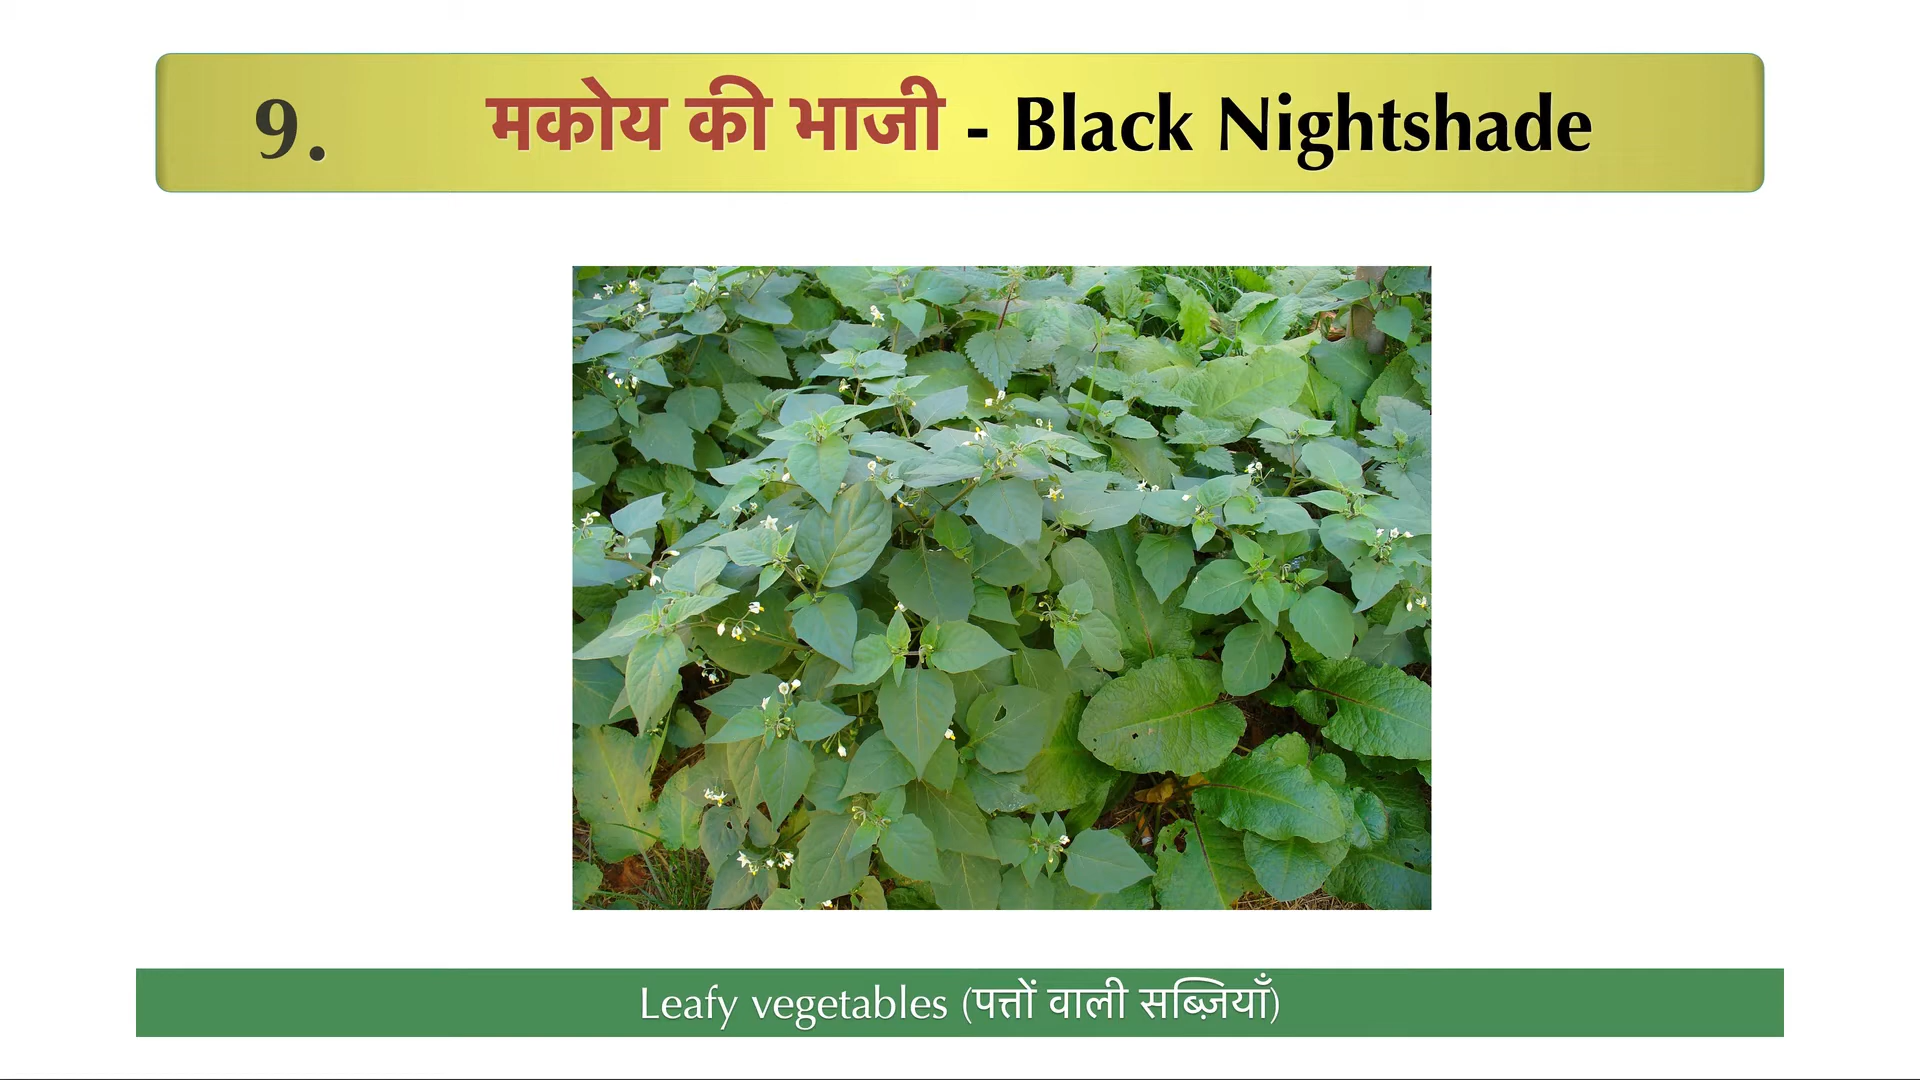 9. मकोय की भाजी - Black Nightshade
Leafy vegetables (पत्तों वाली सब्ज़ियाँ)